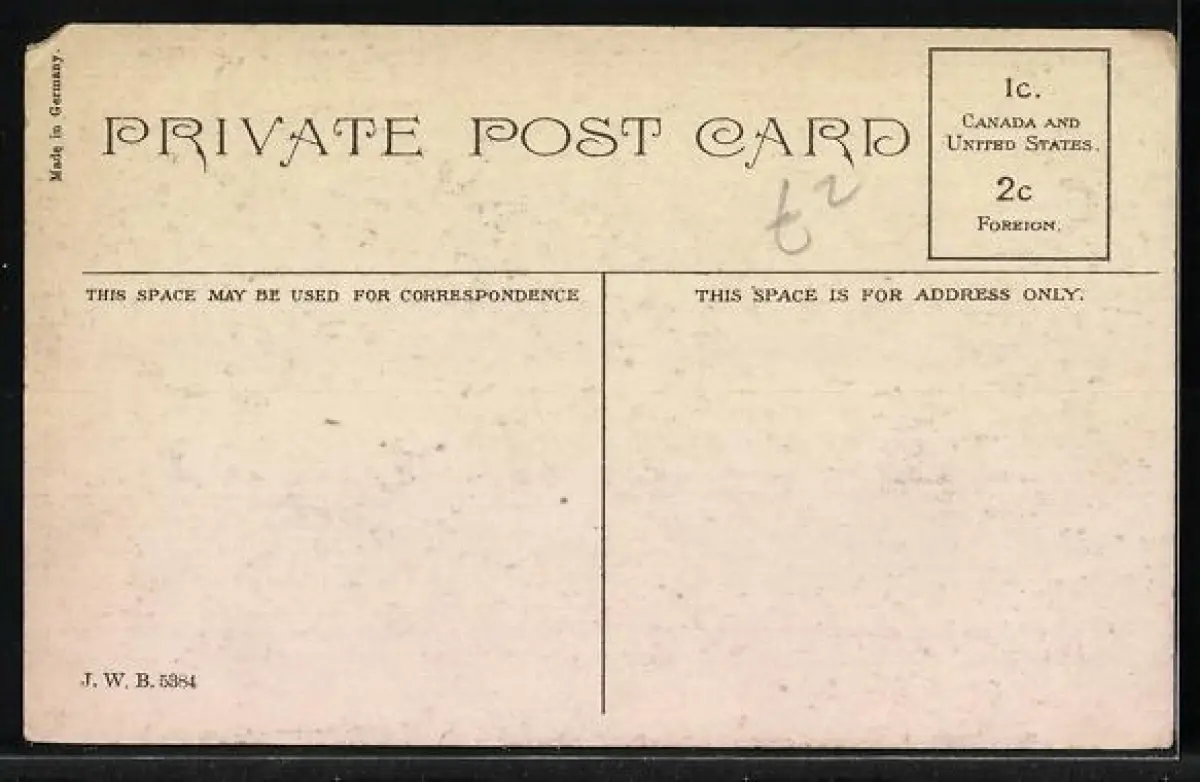 Made in Germany.
PRIVATE POST CARD
1c.
CANADA AND
UNITED STATES.
2c
FOREIGN.
t2
THIS SPACE MAY BE USED FOR CORRESPONDENCE
THIS SPACE IS FOR ADDRESS ONLY.
J. W. B. 5384